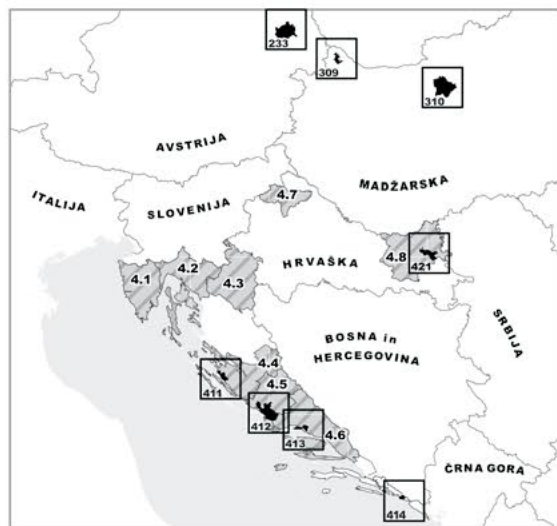 233
309
310
AVSTRIJA
MADŽARSKA
ITALIJA
SLOVENIJA
4.7
4.1
4.2
4.3
HRVAŠKA
4.8
421
SRBIJA
BOSNA in
HERCEGOVINA
4.4
4.5
411
412
413
4.6
ČRNA GORA
414